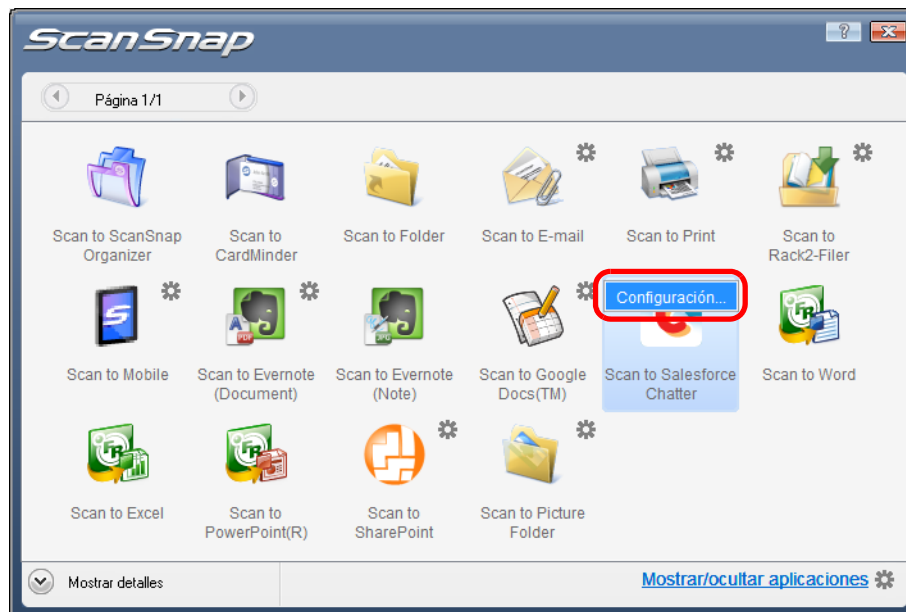 ScanSnap
?
Página 1/1
Scan to ScanSnap
Organizer
Scan to
CardMinder
Scan to Folder
Scan to E-mail
Scan to Print
Scan to
Rack2-Filer
Configuración...
Scan to Mobile
Scan to Evernote
(Document)
Scan to Evernote
(Note)
Scan to Google
Docs(TM)
Scan to Salesforce
Chatter
Scan to Word
Scan to Excel
Scan to
PowerPoint(R)
Scan to
SharePoint
Scan to Picture
Folder
Mostrar detalles
Mostrar/ocultar aplicaciones